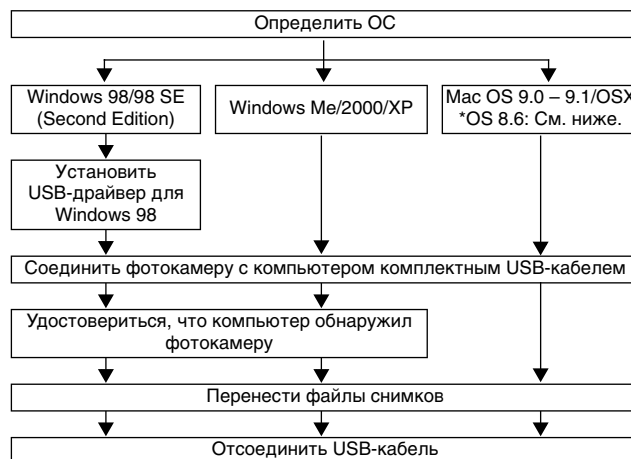 Определить ОС
Windows 98/98 SE
(Second Edition)
Windows Me/2000/XP
Mac OS 9.0 – 9.1/OSX
*OS 8.6: См. ниже.
Установить
USB-драйвер для
Windows 98
Соединить фотокамеру с компьютером комплектным USB-кабелем
Удостовериться, что компьютер обнаружил
фотокамеру
Перенести файлы снимков
Отсоединить USB-кабель